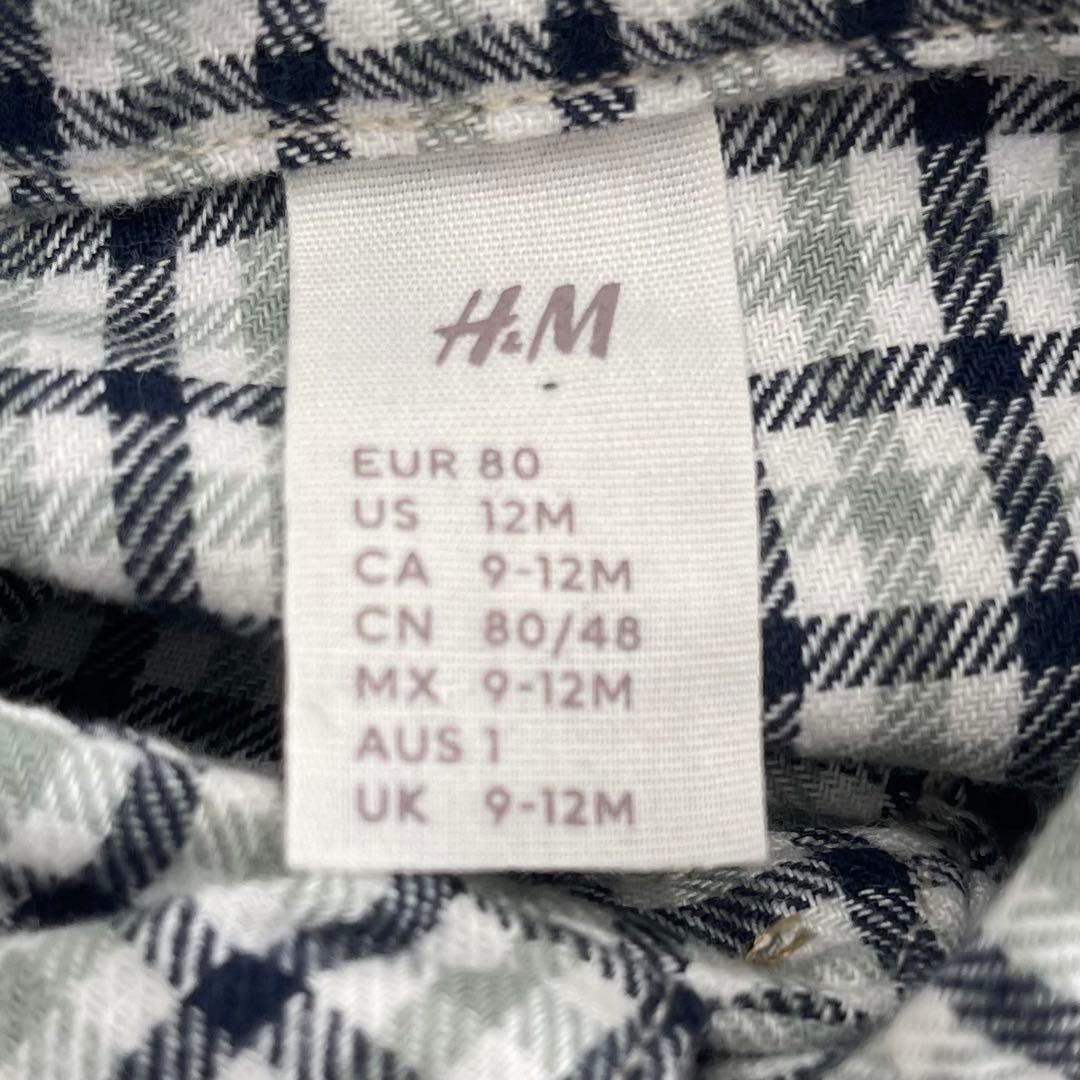 H&M
EUR 80
US 12M
CA 9-12M
CN 80/48
MX 9-12M
AUS 1
UK 9-12M